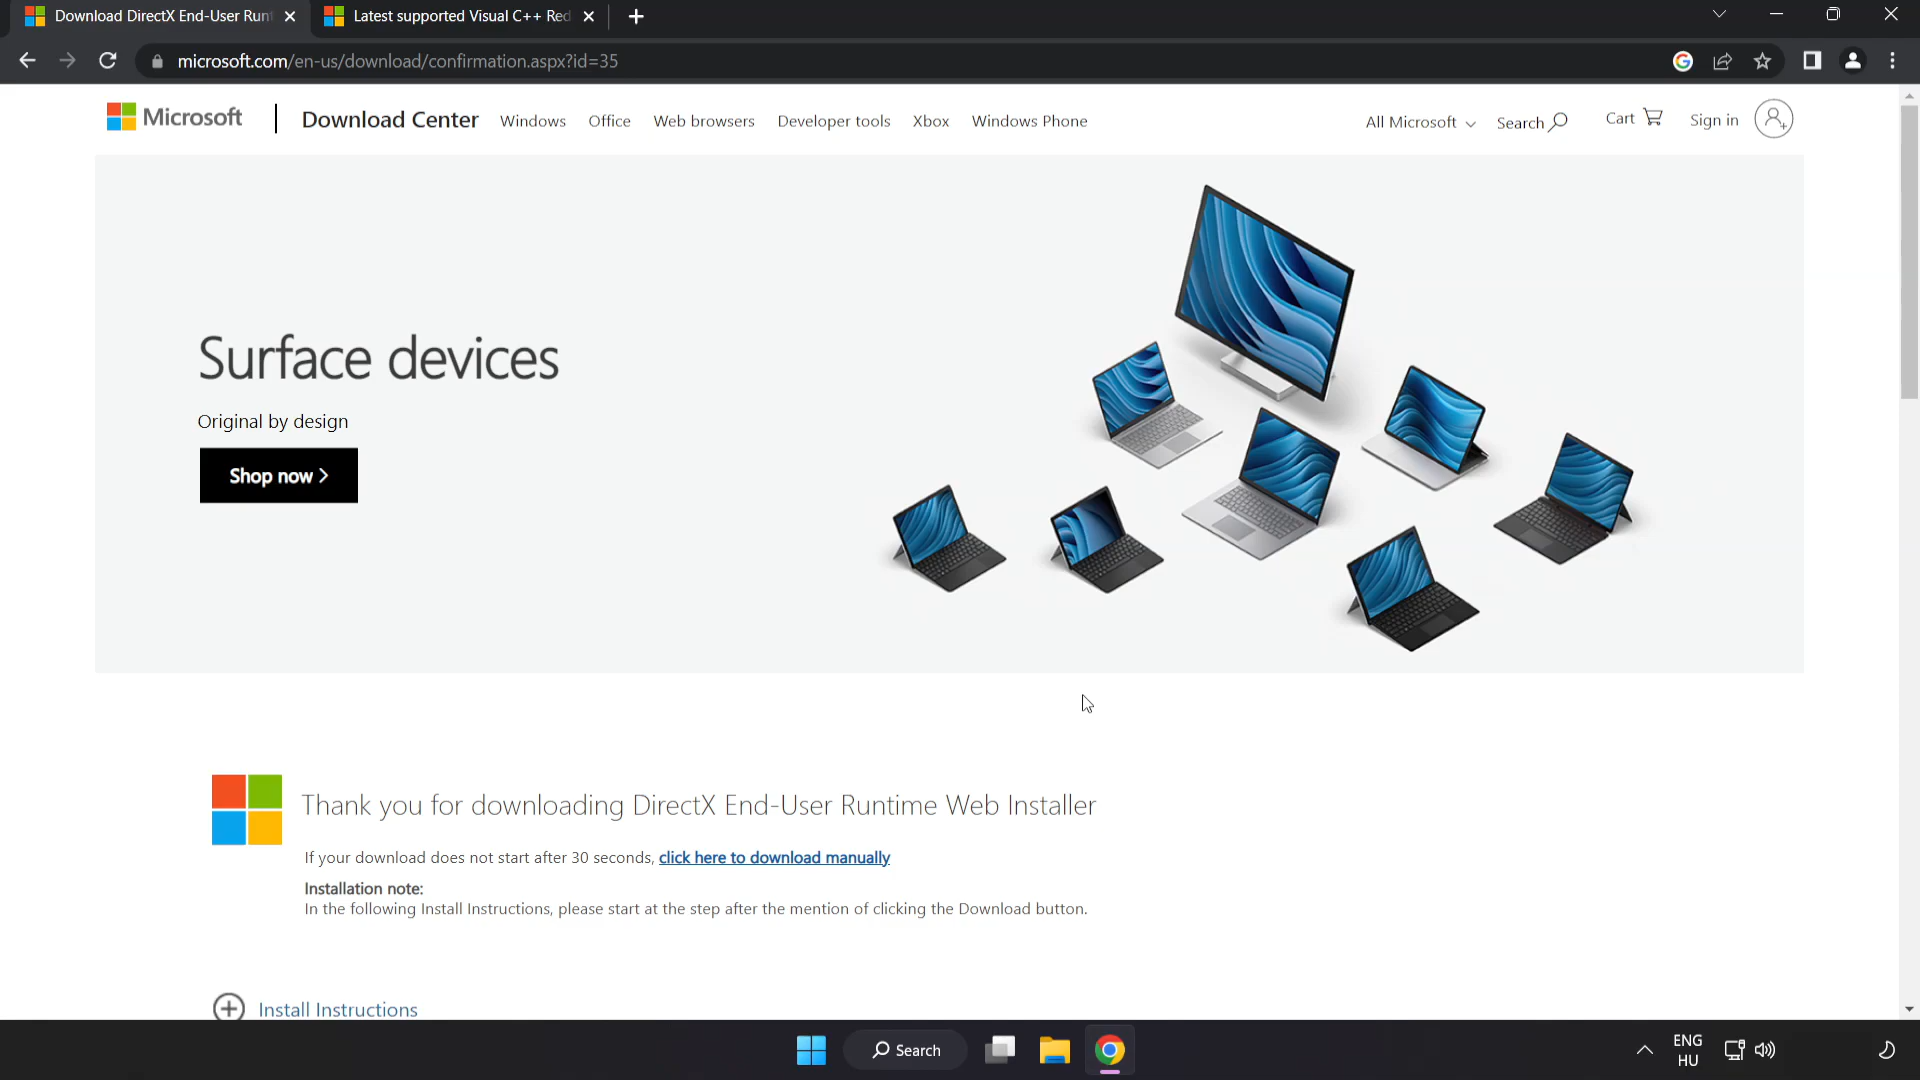 Download DirectX End-User Runt
Latest supported Visual C++ Red
microsoft.com/en-us/download/confirmation.aspx?id=35
Microsoft
Download Center
Windows
Office
Web browsers
Developer tools
Xbox
Windows Phone
All Microsoft
Search
Cart
Sign in
Surface devices
Original by design
Shop now
Thank you for downloading DirectX End-User Runtime Web Installer
If your download does not start after 30 seconds, click here to download manually
Installation note:
In the following Install Instructions, please start at the step after the mention of clicking the Download button.
Install Instructions
Search
ENG
HU